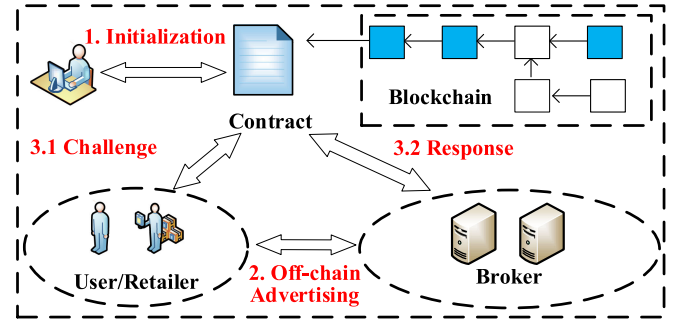 1. Initialization
Blockchain
Contract
3.1 Challenge
3.2 Response
User/Retailer
2. Off-chain
Advertising
Broker